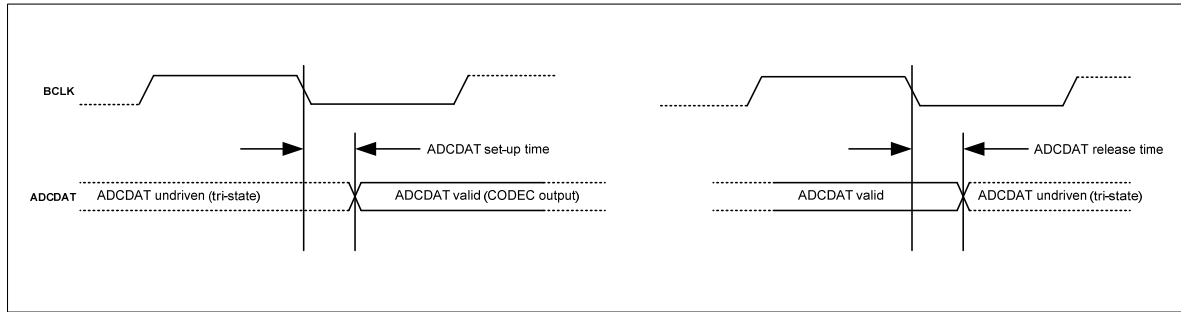 BCLK
ADCDAT set-up time
ADCDAT release time
ADCDAT
ADCDAT undriven (tri-state)
ADCDAT valid (CODEC output)
ADCDAT valid
ADCDAT undriven (tri-state)